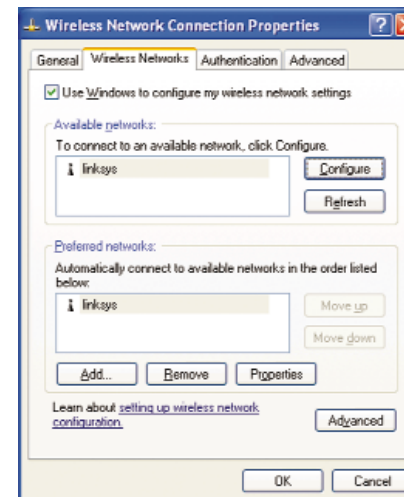 Wireless Network Connection Properties
General Wireless Networks Authentication Advanced
Use Windows to configure my wireless network settings
Available networks:
To connect to an available network, click Configure.
linksys
Configure
Refresh
Preferred networks:
Automatically connect to available networks in the order listed
below:
linksys
Move up
Move down
Add... Remove Properties
Learn about setting up wireless network
configuration.
Advanced
OK Cancel